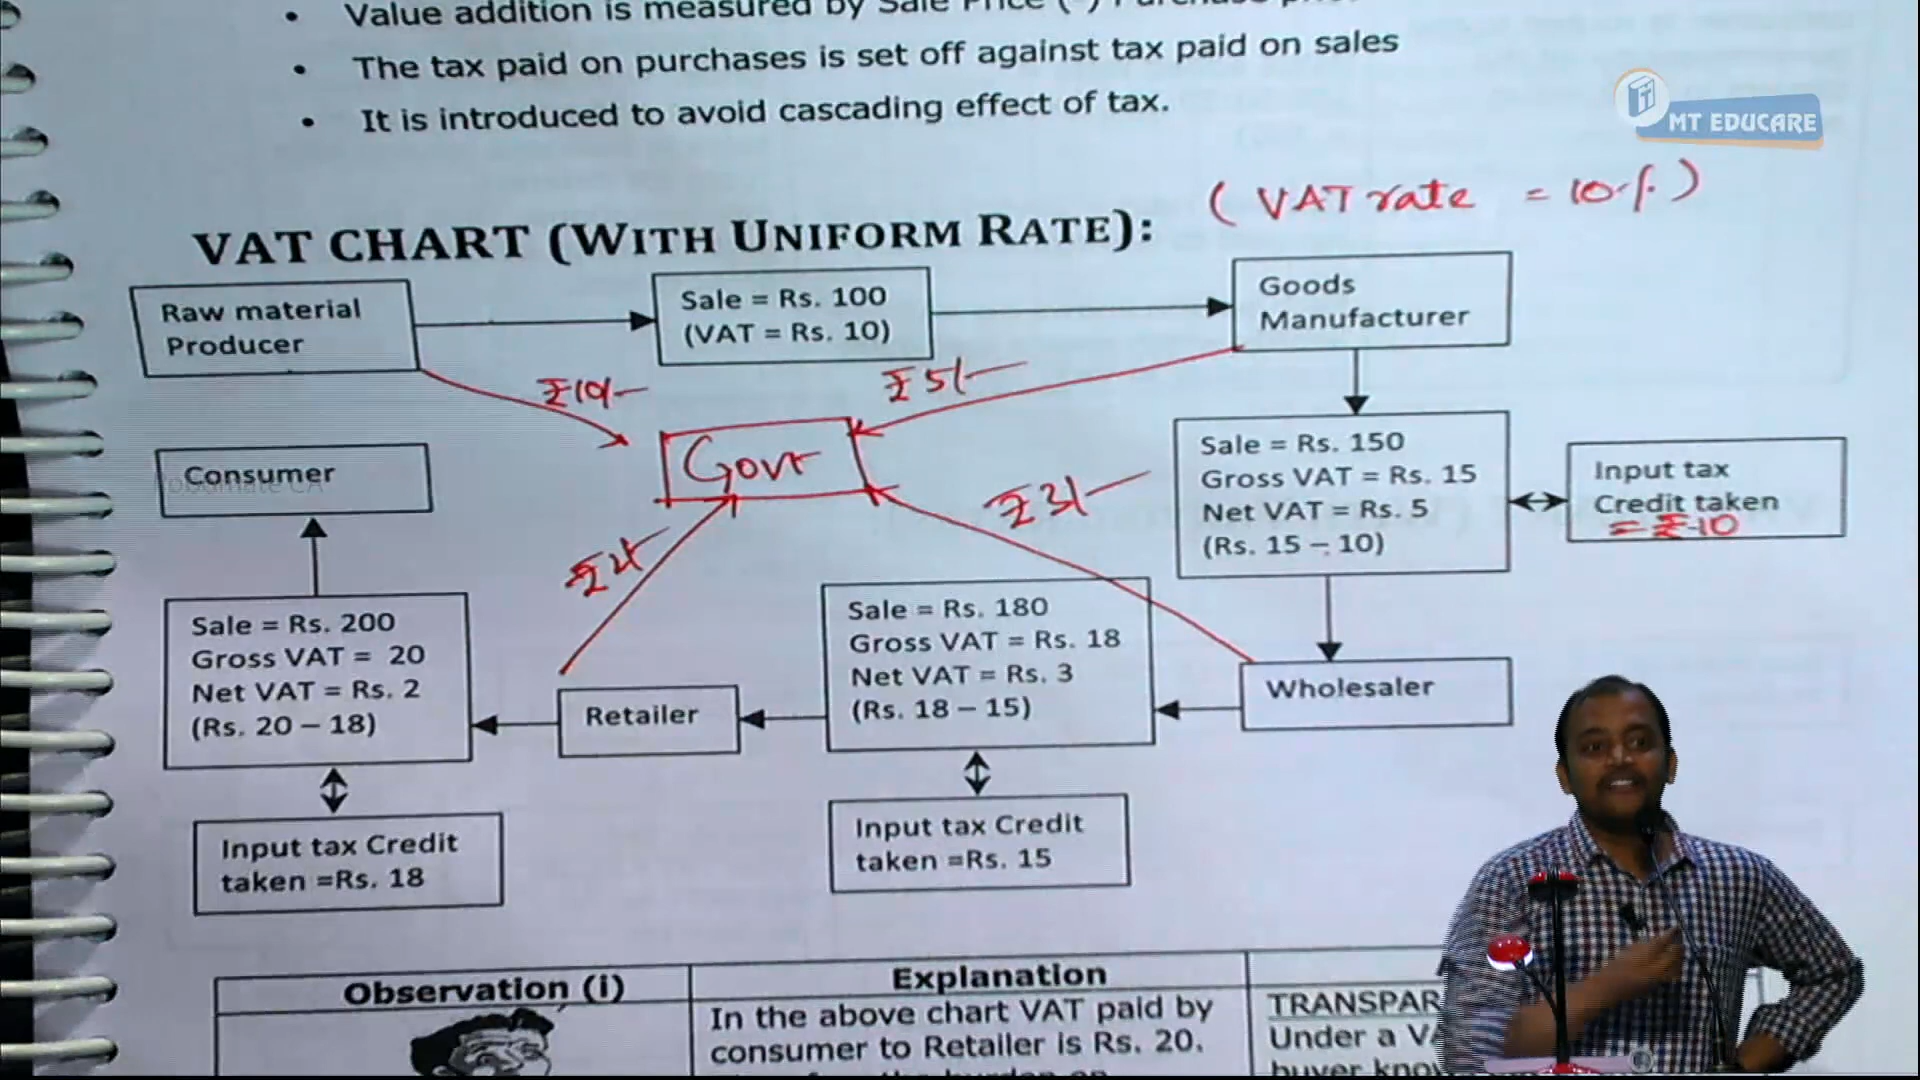 Value addition is measured by Sale Price (-) Purchase
The tax paid on purchases is set off against tax paid on sales
It is introduced to avoid cascading effect of tax.
MT EDUCARE
(VAT rate = 10%)
VAT CHART (WITH UNIFORM RATE):
Raw material
Producer
Sale = Rs. 100
(VAT = Rs. 10)
Goods
Manufacturer
₹10/-
₹5/-
Govt
Consumer
Sale = Rs. 150
Gross VAT = Rs. 15
Net VAT = Rs. 5
(Rs. 15 – 10)
Input tax
Credit taken
= ₹10
₹3/-
Sale = Rs. 200
Gross VAT = 20
Net VAT = Rs. 2
(Rs. 20 – 18)
Retailer
Sale = Rs. 180
Gross VAT = Rs. 18
Net VAT = Rs. 3
(Rs. 18 – 15)
Wholesaler
Input tax Credit
taken =Rs. 18
Input tax Credit
taken =Rs. 15
Observation (i)
Explanation
In the above chart VAT paid by
consumer to Retailer is Rs. 20.
TRANSPAR
Under a VA
buyer know